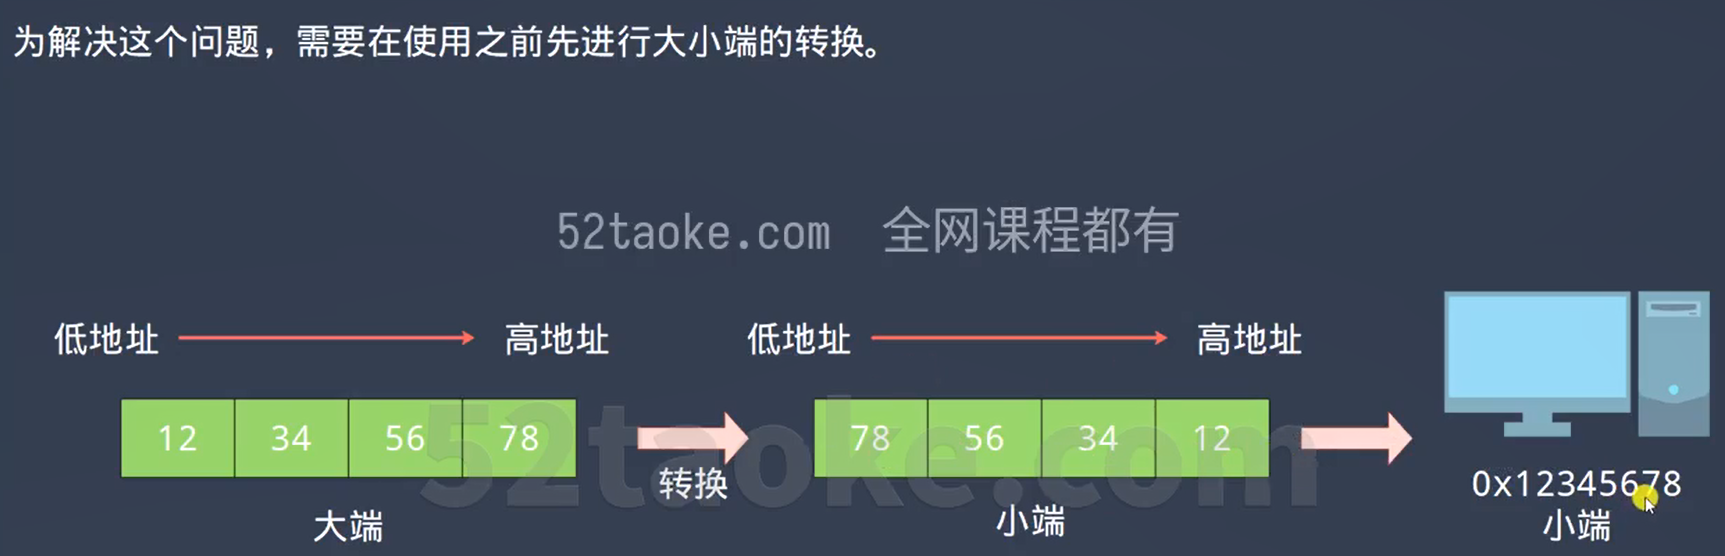 为解决这个问题，需要在使用之前先进行大小端的转换。
52taoke.com 全网课程都有
低地址 高地址 低地址 高地址
12 34 56 78 78 56 34 12
52taoke.com
转换
0x12345678
大端 小端 小端